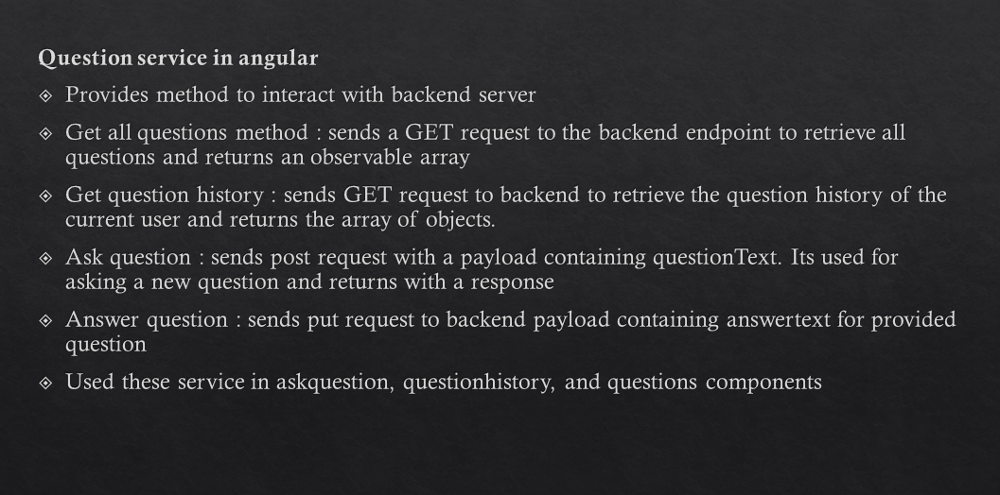 Question service in angular
Provides method to interact with backend server
Get all questions method : sends a GET request to the backend endpoint to retrieve all
questions and returns an observable array
Get question history : sends GET request to backend to retrieve the question history of the
current user and returns the array of objects.
Ask question : sends post request with a payload containing questionText. Its used for
asking a new question and returns with a response
Answer question : sends put request to backend payload containing answertext for provided
question
Used these service in askquestion, questionhistory, and questions components